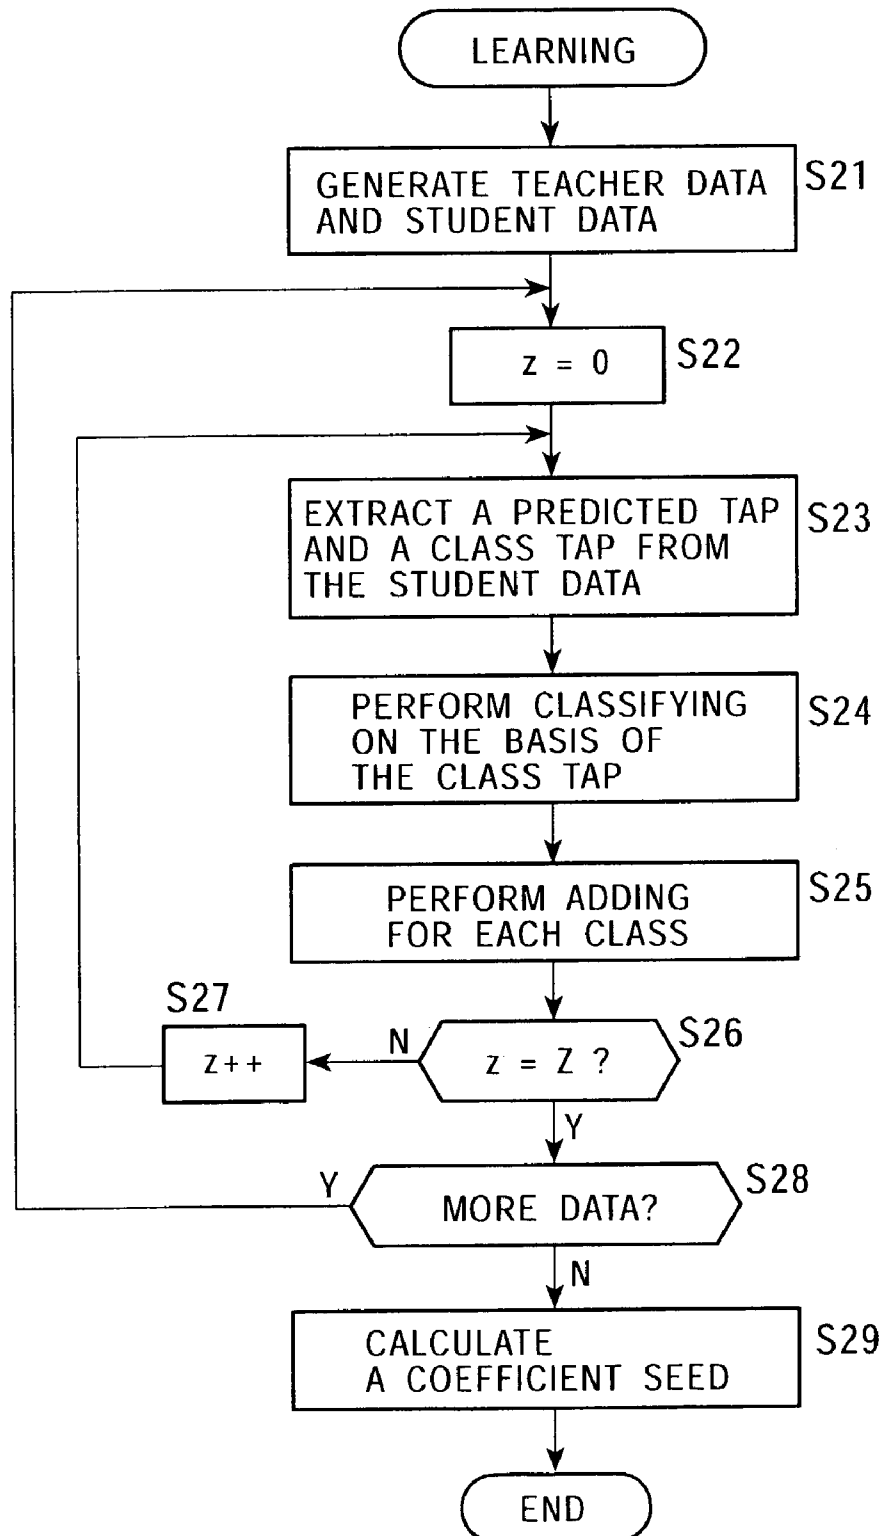 LEARNING
GENERATE TEACHER DATA
AND STUDENT DATA
S21
z = 0
S22
EXTRACT A PREDICTED TAP
AND A CLASS TAP FROM
THE STUDENT DATA
S23
PERFORM CLASSIFYING
ON THE BASIS OF
THE CLASS TAP
S24
PERFORM ADDING
FOR EACH CLASS
S25
S27
z++
N
z = Z ?
S26
Y
Y
MORE DATA?
S28
N
CALCULATE
A COEFFICIENT SEED
S29
END